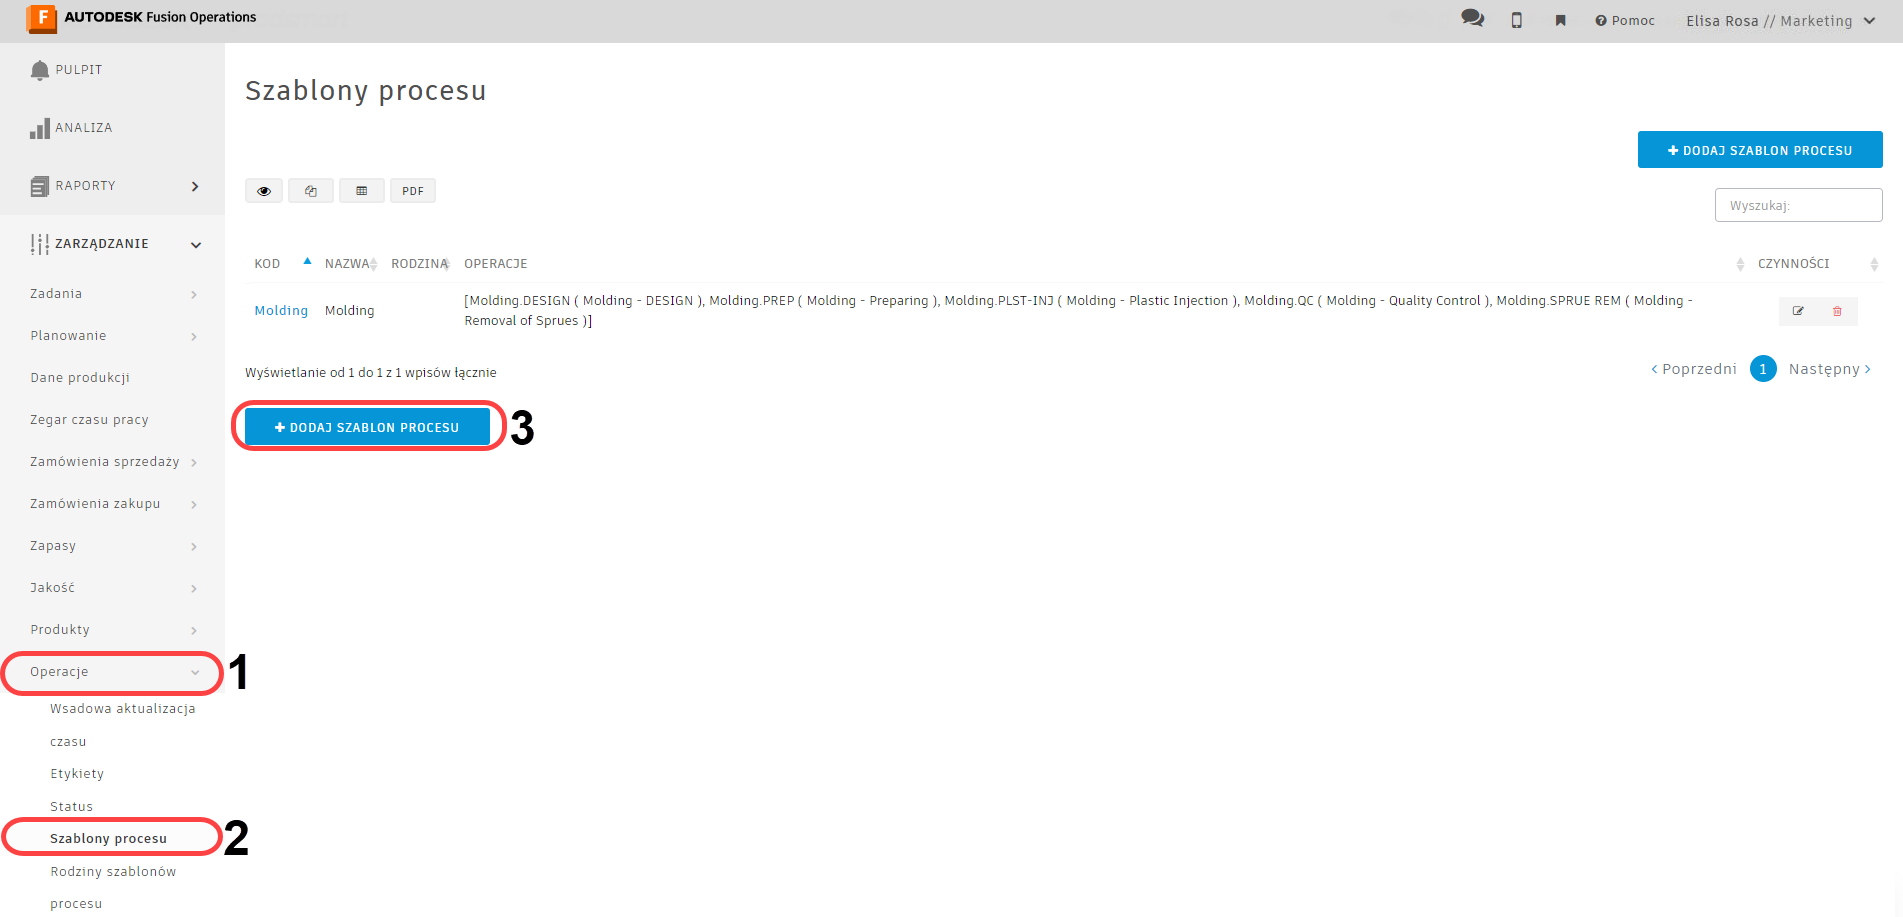 F AUTODESK Fusion Operations
Pomoc
Elisa Rosa // Marketing
PULPIT
ANALIZA
RAPORTY
ZARZĄDZANIE
Zadania
Planowanie
Dane produkcji
Zegar czasu pracy
Zamówienia sprzedaży
Zamówienia zakupu
Zapasy
Jakość
Produkty
Operacje
1
Wsadowa aktualizacja
czasu
Etykiety
Status
Szablony procesu
2
Rodziny szablonów
procesu
Szablony procesu
+ DODAJ SZABLON PROCESU
PDF
Wyszukaj:
KOD NAZWA RODZINA OPERACJE CZYNNOŚCI
Molding Molding [Molding.DESIGN ( Molding - DESIGN ), Molding.PREP ( Molding - Preparing ), Molding.PLST-INJ ( Molding - Plastic Injection ), Molding.QC ( Molding - Quality Control ), Molding.SPRUE REM ( Molding -
Removal of Sprues )]
Wyświetlanie od 1 do 1 z 1 wpisów łącznie
< Poprzedni 1 Następny >
+ DODAJ SZABLON PROCESU
3